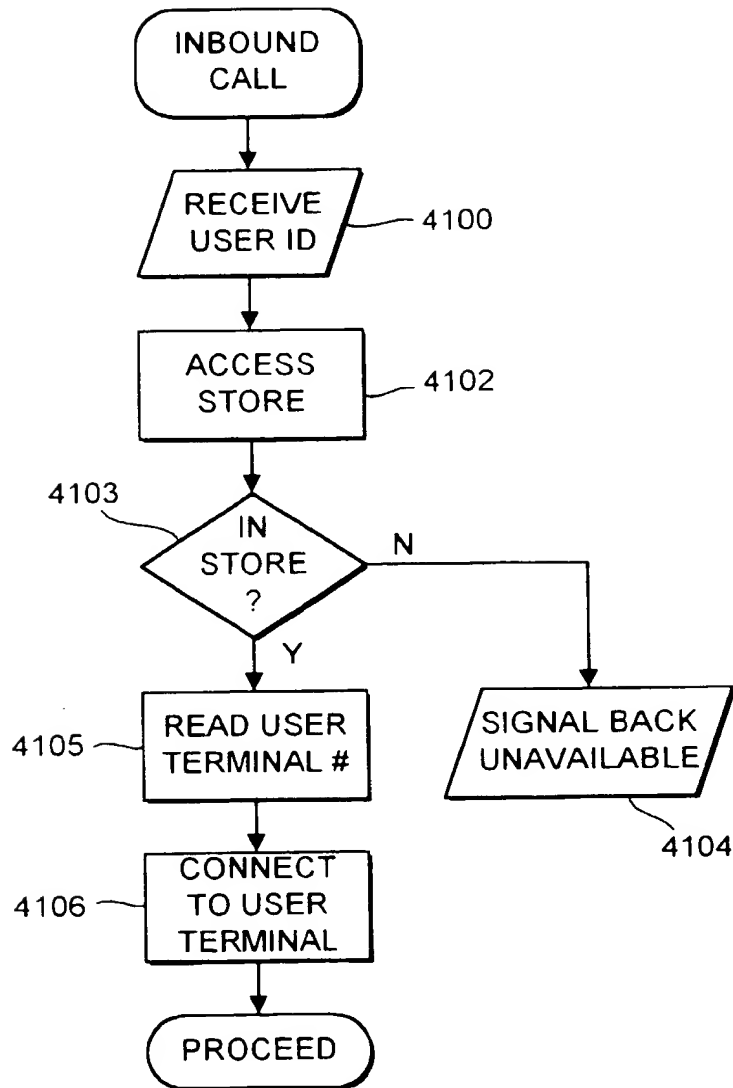 INBOUND
CALL
RECEIVE
USER ID
4100
ACCESS
STORE
4102
4103
IN
STORE
?
N
Y
4105
READ USER
TERMINAL #
SIGNAL BACK
UNAVAILABLE
4104
4106
CONNECT
TO USER
TERMINAL
PROCEED